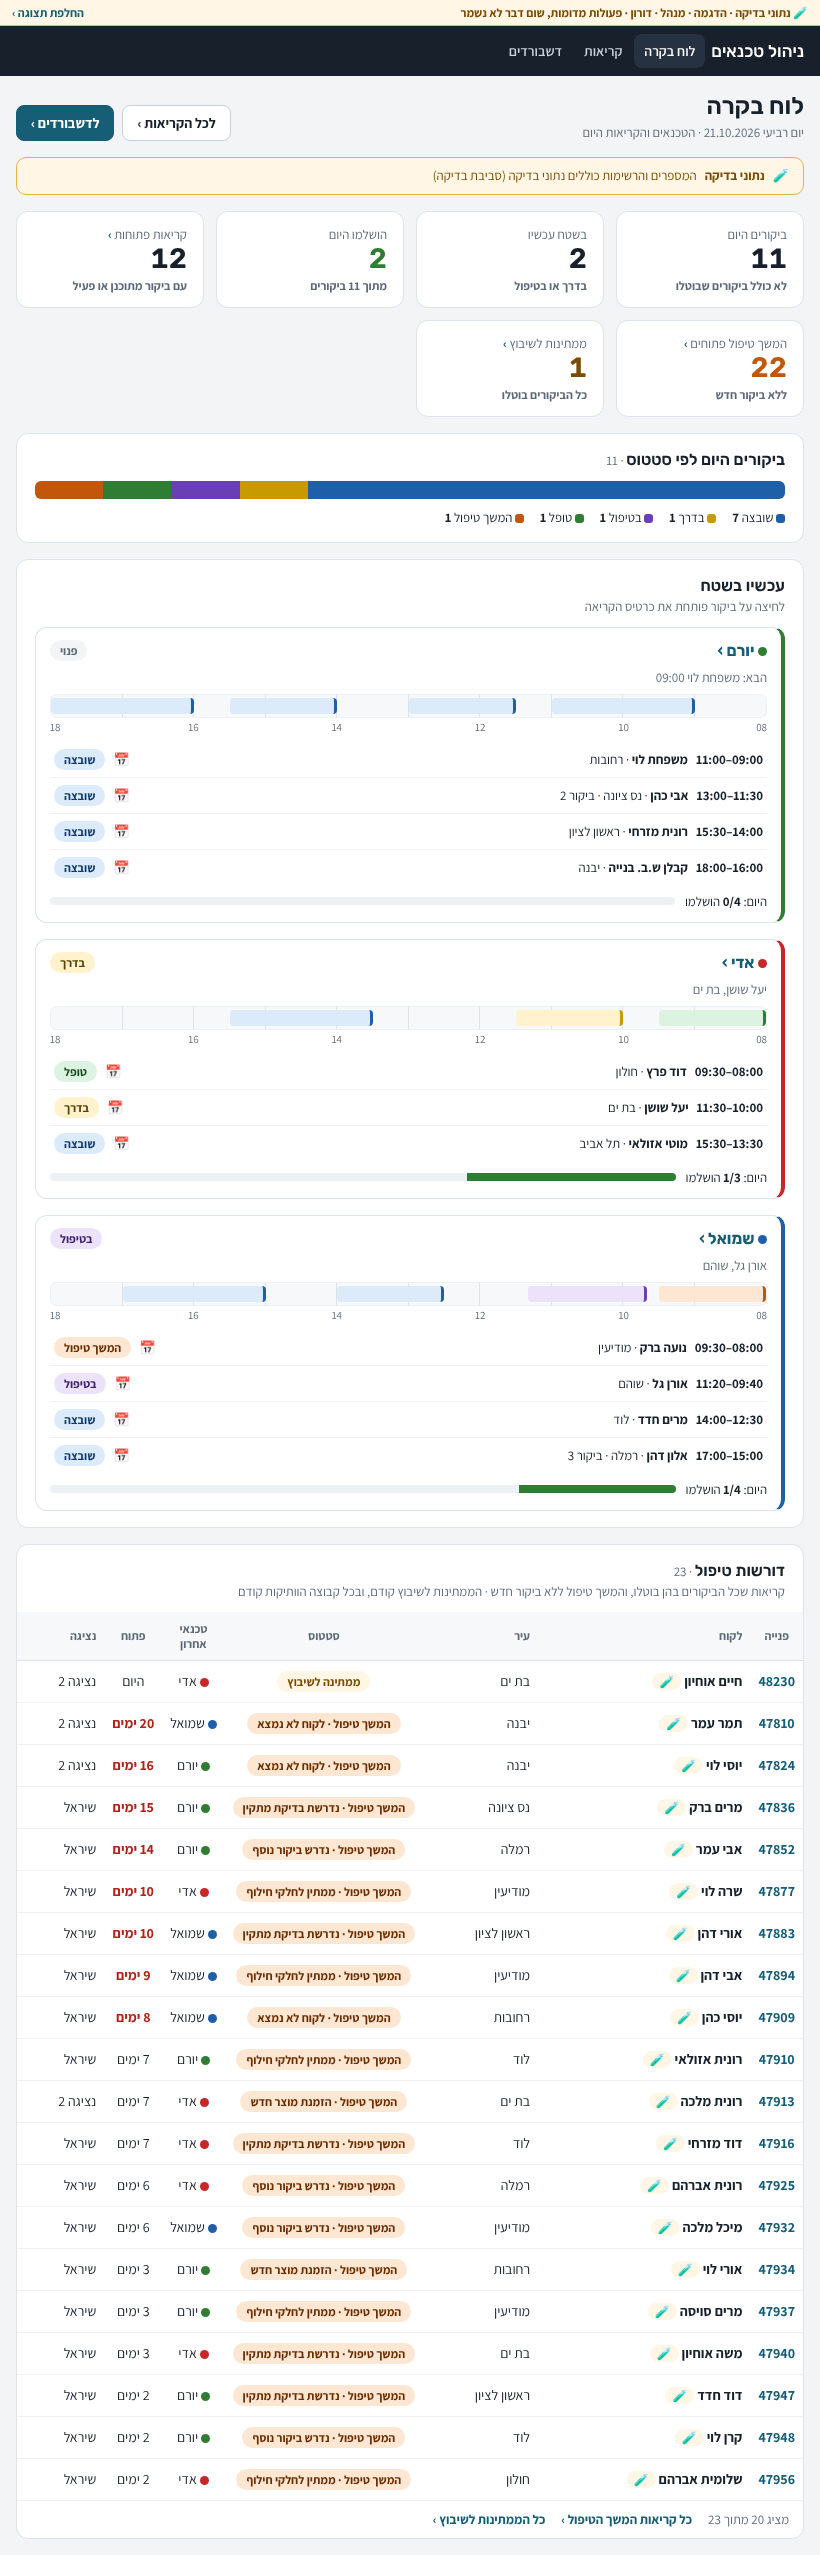 🧪 נתוני בדיקה · הדגמה · מנהל · דורון · פעולות מדומות, שום דבר לא נשמר
החלפת תצוגה ›
ניהול טכנאים
לוח בקרה
קריאות
דשבורדים
לוח בקרה
יום רביעי 21.10.2026 · הטכנאים והקריאות היום
לכל הקריאות ›
לדשבורדים ›
🧪 נתוני בדיקה המספרים והרשימות כוללים נתוני בדיקה (סביבת בדיקה)
ביקורים היום
11
לא כולל ביקורים שבוטלו
בשטח עכשיו
2
בדרך או בטיפול
הושלמו היום
2
מתוך 11 ביקורים
קריאות פתוחות ›
12
עם ביקור מתוכנן או פעיל
המשך טיפול פתוחים ›
22
ללא ביקור חדש
ממתינות לשיבוץ ›
1
כל הביקורים בוטלו
ביקורים היום לפי סטטוס · 11
שובצה 7
בדרך 1
בטיפול 1
טופל 1
המשך טיפול 1
עכשיו בשטח
לחיצה על ביקור פותחת את כרטיס הקריאה
יורם ›
פנוי
הבא: משפחת לוי 09:00
08 10 12 14 16 18
09:00–11:00 משפחת לוי · רחובות 📅 שובצה
11:30–13:00 אבי כהן · נס ציונה · ביקור 2 📅 שובצה
14:00–15:30 רונית מזרחי · ראשון לציון 📅 שובצה
16:00–18:00 קבלן ש.ב. בנייה · יבנה 📅 שובצה
היום: 0/4 הושלמו
אדי ›
בדרך
יעל שושן, בת ים
08 10 12 14 16 18
08:00–09:30 דוד פרץ · חולון 📅 טופל
10:00–11:30 יעל שושן · בת ים 📅 בדרך
13:30–15:30 מוטי אזולאי · תל אביב 📅 שובצה
היום: 1/3 הושלמו
שמואל ›
בטיפול
אורן גל, שוהם
08 10 12 14 16 18
08:00–09:30 נועה ברק · מודיעין 📅 המשך טיפול
09:40–11:20 אורן גל · שוהם 📅 בטיפול
12:30–14:00 מרים חדד · לוד 📅 שובצה
15:00–17:00 אלון דהן · רמלה · ביקור 3 📅 שובצה
היום: 1/4 הושלמו
דורשות טיפול · 23
קריאות שכל הביקורים בהן בוטלו, והמשך טיפול ללא ביקור חדש · הממתינות לשיבוץ קודם, ובכל קבוצה הוותיקות קודם
פנייה לקוח עיר סטטוס טכנאי אחרון פתוח נציגה
48230 חיים אוחיון 🧪 בת ים ממתינה לשיבוץ אדי היום נציגה 2
47810 תמר עמר 🧪 יבנה המשך טיפול · לקוח לא נמצא שמואל 20 ימים נציגה 2
47824 יוסי לוי 🧪 יבנה המשך טיפול · לקוח לא נמצא יורם 16 ימים נציגה 2
47836 מרים ברק 🧪 נס ציונה המשך טיפול · נדרשת בדיקת מתקין יורם 15 ימים שיראל
47852 אבי עמר 🧪 רמלה המשך טיפול · נדרש ביקור נוסף יורם 14 ימים שיראל
47877 שרה לוי 🧪 מודיעין המשך טיפול · ממתין לחלקי חילוף אדי 10 ימים שיראל
47883 אורי דהן 🧪 ראשון לציון המשך טיפול · נדרשת בדיקת מתקין שמואל 10 ימים שיראל
47894 אבי דהן 🧪 מודיעין המשך טיפול · ממתין לחלקי חילוף שמואל 9 ימים שיראל
47909 יוסי כהן 🧪 רחובות המשך טיפול · לקוח לא נמצא שמואל 8 ימים שיראל
47910 רונית אזולאי 🧪 לוד המשך טיפול · ממתין לחלקי חילוף יורם 7 ימים שיראל
47913 רונית מלכה 🧪 בת ים המשך טיפול · הזמנת מוצר חדש אדי 7 ימים נציגה 2
47916 דוד מזרחי 🧪 לוד המשך טיפול · נדרשת בדיקת מתקין אדי 7 ימים שיראל
47925 רונית אברהם 🧪 רמלה המשך טיפול · נדרש ביקור נוסף אדי 6 ימים שיראל
47932 מיכל מלכה 🧪 מודיעין המשך טיפול · נדרש ביקור נוסף שמואל 6 ימים שיראל
47934 אורי לוי 🧪 רחובות המשך טיפול · הזמנת מוצר חדש יורם 3 ימים שיראל
47937 מרים סויסה 🧪 מודיעין המשך טיפול · ממתין לחלקי חילוף יורם 3 ימים שיראל
47940 משה אוחיון 🧪 בת ים המשך טיפול · נדרשת בדיקת מתקין אדי 3 ימים שיראל
47947 דוד חדד 🧪 ראשון לציון המשך טיפול · נדרשת בדיקת מתקין יורם 2 ימים שיראל
47948 קרן לוי 🧪 לוד המשך טיפול · נדרש ביקור נוסף יורם 2 ימים שיראל
47956 שלומית אברהם 🧪 חולון המשך טיפול · ממתין לחלקי חילוף אדי 2 ימים שיראל
מציג 20 מתוך 23 כל קריאות המשך הטיפול › כל הממתינות לשיבוץ ›